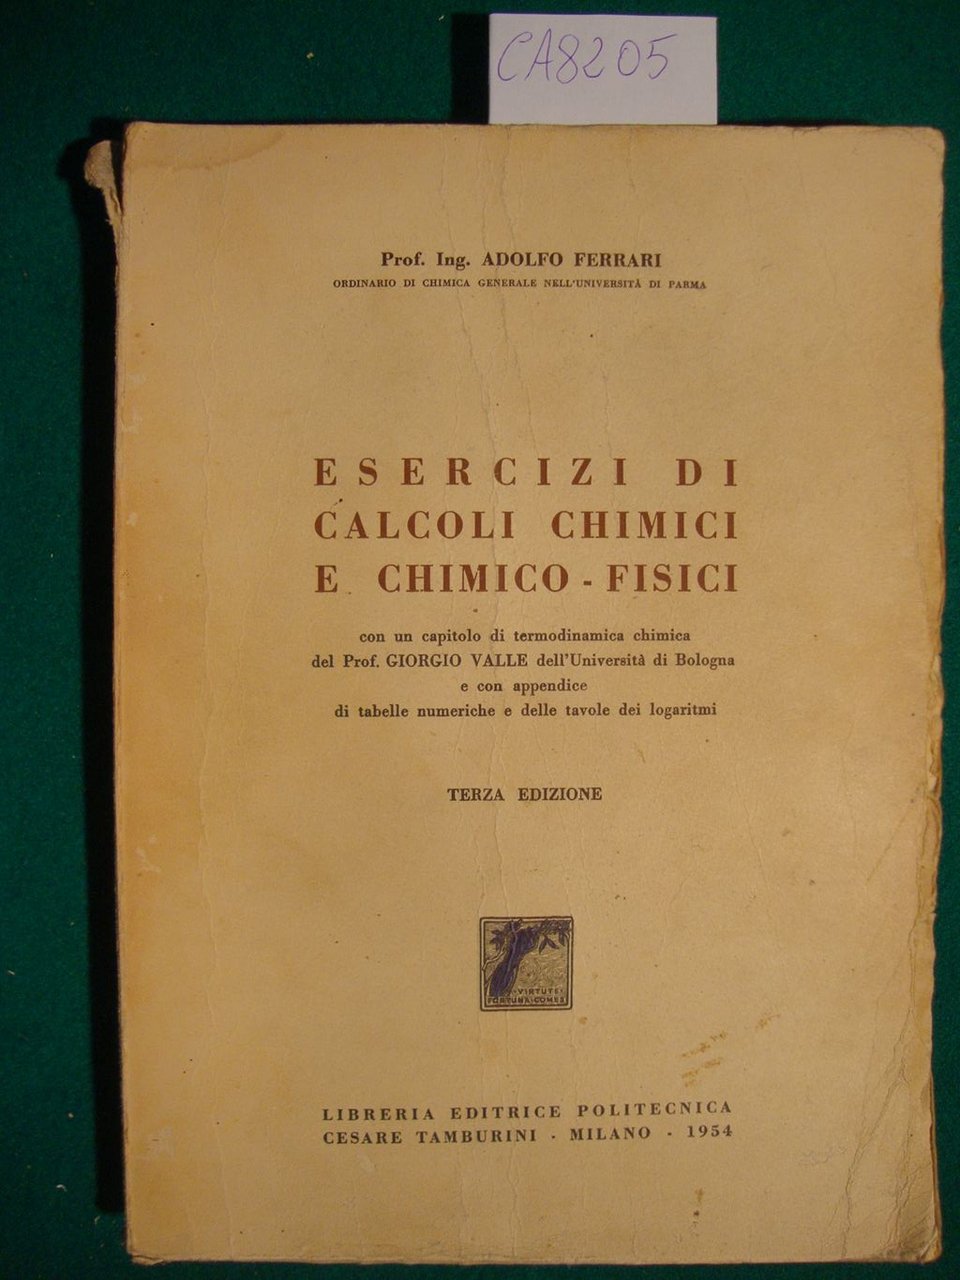 CA8205
Prof. Ing. ADOLFO FERRARI
ORDINARIO DI CHIMICA GENERALE NELL'UNIVERSITÀ DI PARMA
ESERCIZI DI
CALCOLI CHIMICI
E CHIMICO - FISICI
con un capitolo di termodinamica chimica
del Prof. GIORGIO VALLE dell'Università di Bologna
e con appendice
di tabelle numeriche e delle tavole dei logaritmi
TERZA EDIZIONE
·VIRTUTE·
FORTUNA·COMES
LIBRERIA EDITRICE POLITECNICA
CESARE TAMBURINI - MILANO - 1954